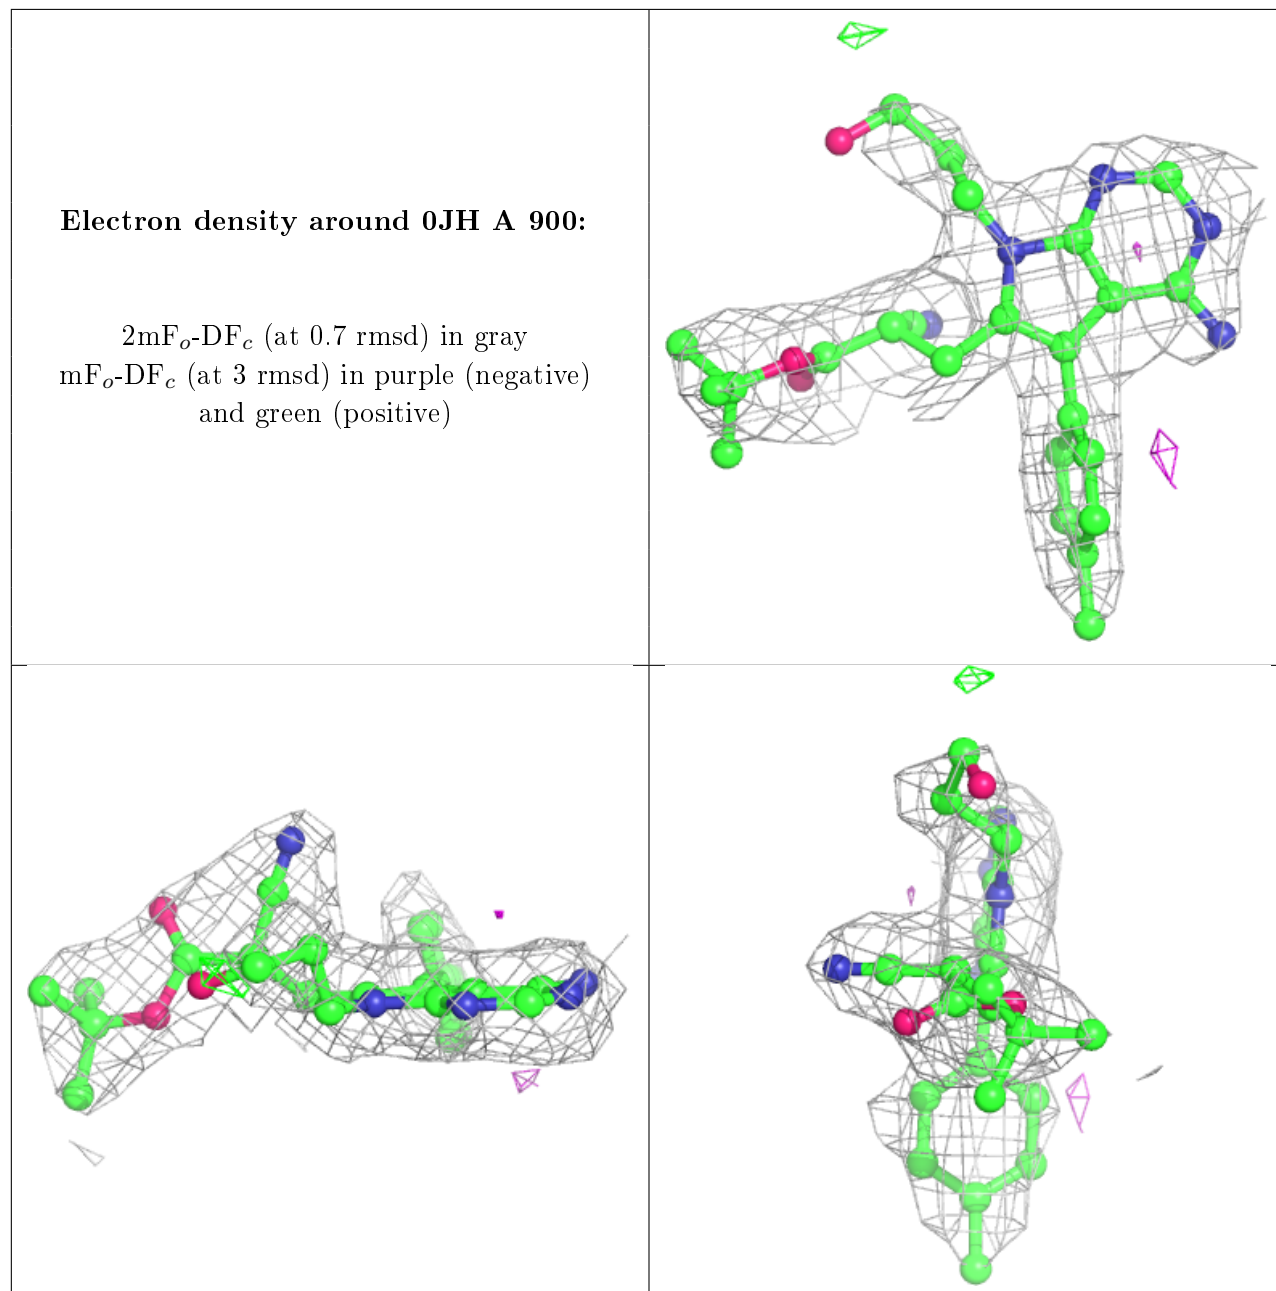 Electron density around 0JH A 900:
2mFo-DFc (at 0.7 rmsd) in gray
mFo-DFc (at 3 rmsd) in purple (negative)
and green (positive)